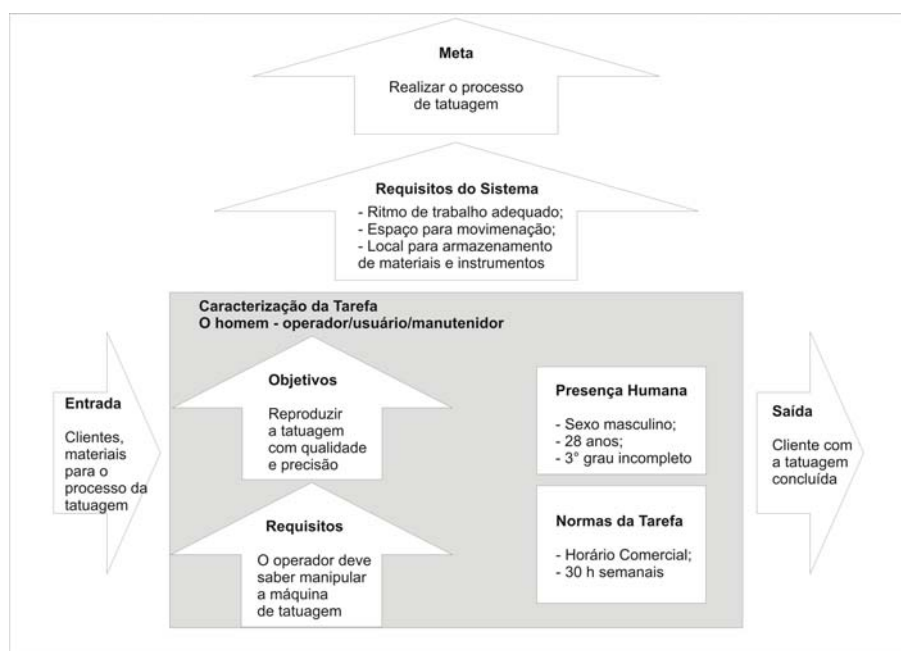 Meta
Realizar o processo
de tatuagem
Requisitos do Sistema
- Ritmo de trabalho adequado;
- Espaço para movimenação;
- Local para armazenamento
de materiais e instrumentos
Caracterização da Tarefa
O homem - operador/usuário/manutenidor
Entrada
Clientes,
materiais
para o
processo da
tatuagem
Objetivos
Reproduzir
a tatuagem
com qualidade
e precisão
Requisitos
O operador deve
saber manipular
a máquina
de tatuagem
Presença Humana
- Sexo masculino;
- 28 anos;
- 3° grau incompleto
Normas da Tarefa
- Horário Comercial;
- 30 h semanais
Saída
Cliente com
a tatuagem
concluída